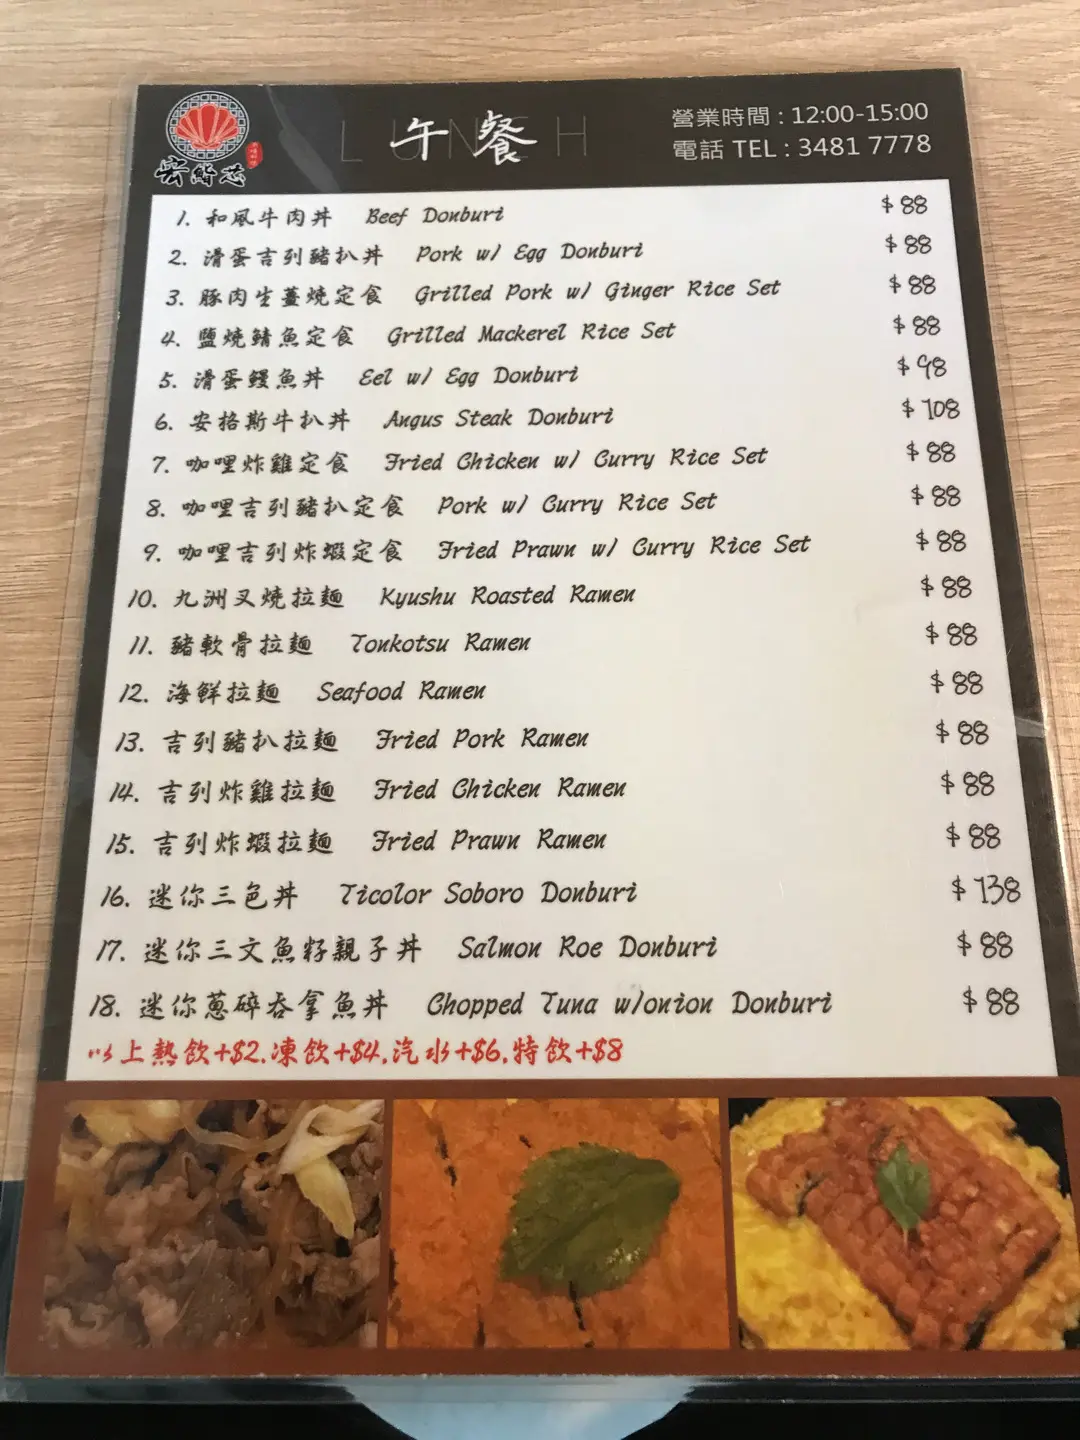 宏鮨志
LUNCH
午餐
營業時間 : 12:00-15:00
電話 TEL : 3481 7778
1. 和風牛肉丼 Beef Donburi $88
2. 滑蛋吉列豬扒丼 Pork w/ Egg Donburi $88
3. 豚肉生薑燒定食 Grilled Pork w/ Ginger Rice Set $88
4. 鹽燒鯖魚定食 Grilled Mackerel Rice Set $88
5. 滑蛋鰻魚丼 Eel w/ Egg Donburi $98
6. 安格斯牛扒丼 Angus Steak Donburi $108
7. 咖哩炸雞定食 Fried Chicken w/ Curry Rice Set $88
8. 咖哩吉列豬扒定食 Pork w/ Curry Rice Set $88
9. 咖哩吉列炸蝦定食 Fried Prawn w/ Curry Rice Set $88
10. 九洲叉燒拉麵 Kyushu Roasted Ramen $88
11. 豬軟骨拉麵 Tonkotsu Ramen $88
12. 海鮮拉麵 Seafood Ramen $88
13. 吉列豬扒拉麵 Fried Pork Ramen $88
14. 吉列炸雞拉麵 Fried Chicken Ramen $88
15. 吉列炸蝦拉麵 Fried Prawn Ramen $88
16. 迷你三色丼 Ticolor Soboro Donburi $138
17. 迷你三文魚籽親子丼 Salmon Roe Donburi $88
18. 迷你蔥碎吞拿魚丼 Chopped Tuna w/onion Donburi $88
以上熱飲+$2.凍飲+$4.汽水+$6.特飲+$8